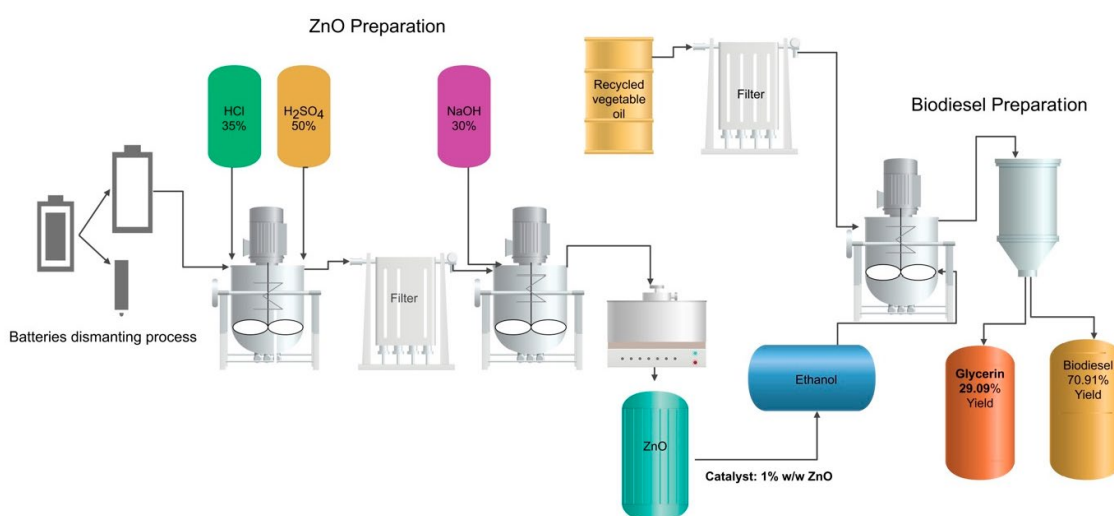 ZnO Preparation
HCl
35%
H₂SO₄
50%
NaOH
30%
Recycled
vegetable
oil
Filter
Biodiesel Preparation
Filter
Batteries dismanting process
Ethanol
ZnO
Catalyst: 1% w/w ZnO
Glycerin
29.09%
Yield
Biodiesel
70.91%
Yield